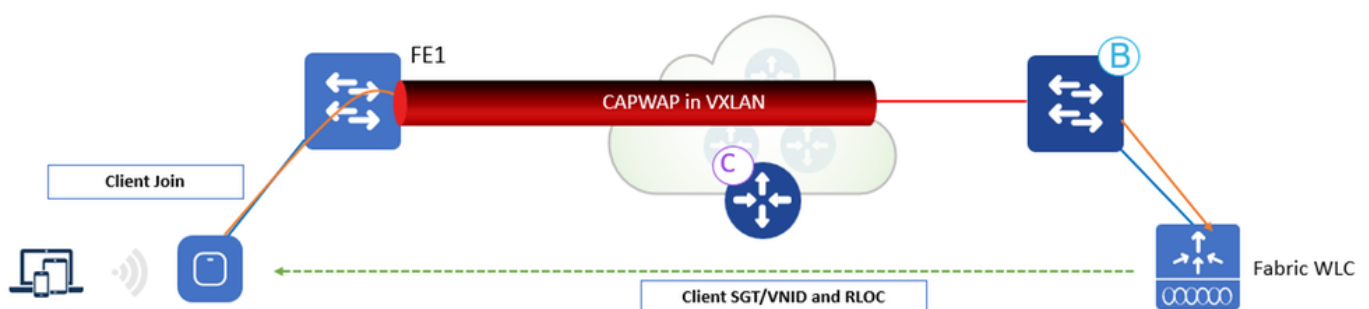 FE1
B
CAPWAP in VXLAN
C
Client Join
Fabric WLC
Client SGT/VNID and RLOC